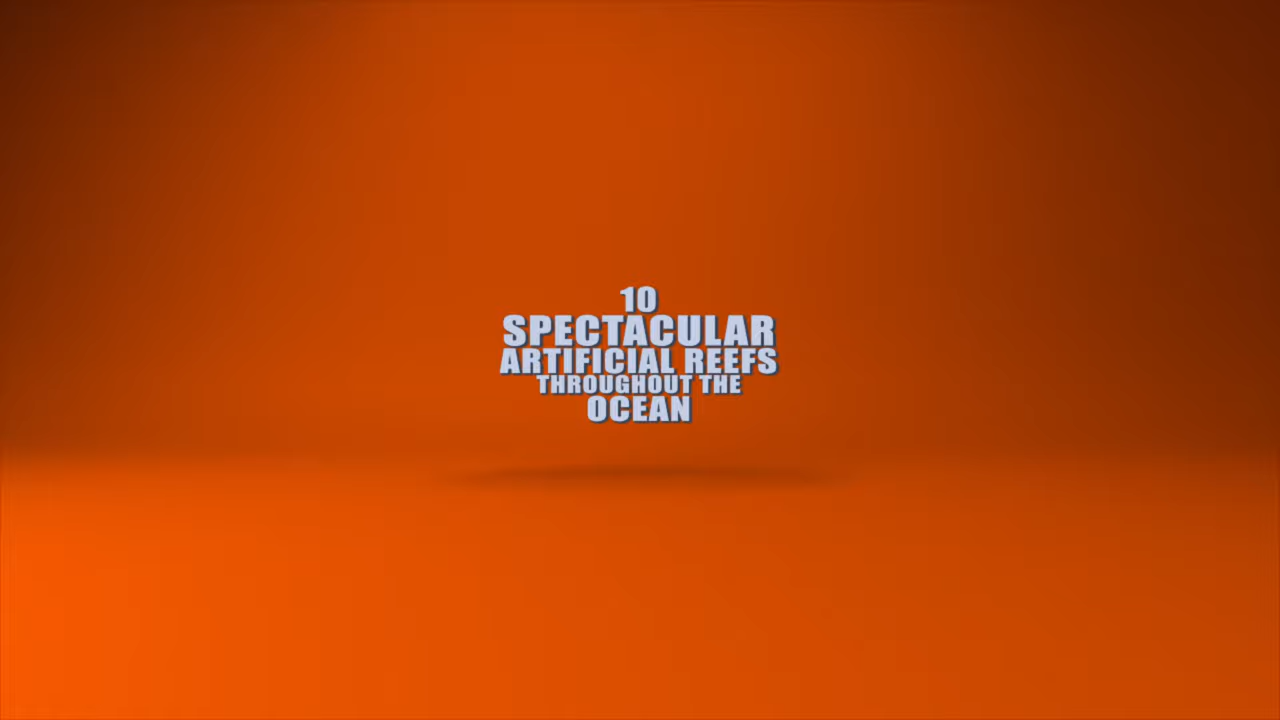 10
SPECTACULAR
ARTIFICIAL REEFS
THROUGHOUT THE
OCEAN